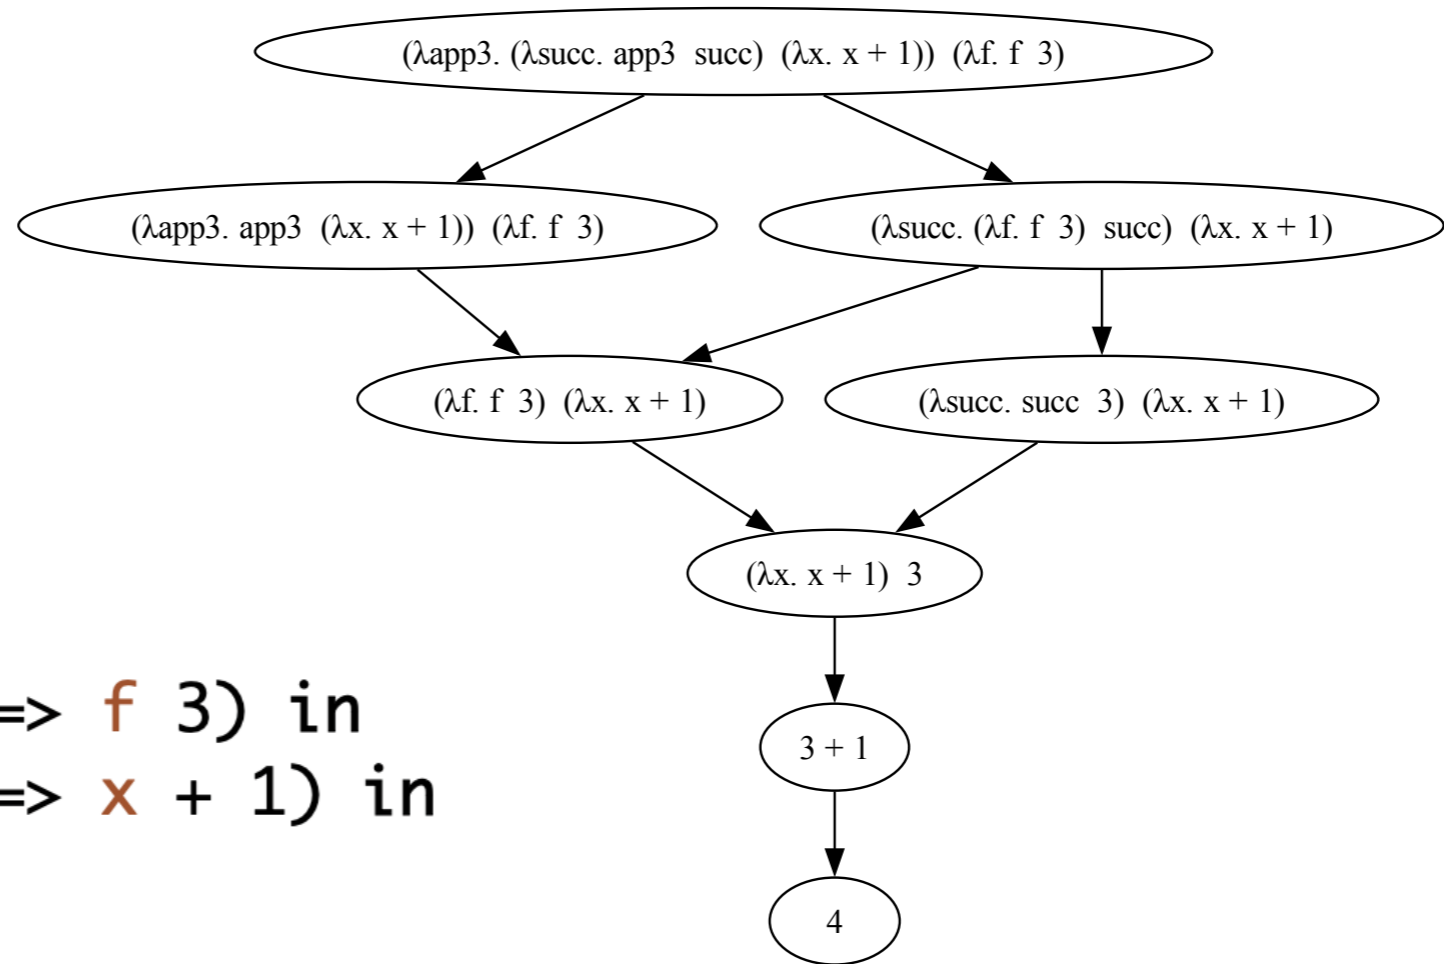 (λapp3. (λsucc. app3  succ)  (λx. x + 1))  (λf. f  3)
(λapp3. app3  (λx. x + 1))  (λf. f  3)
(λsucc. (λf. f  3)  succ)  (λx. x + 1)
(λf. f  3)  (λx. x + 1)
(λsucc. succ  3)  (λx. x + 1)
(λx. x + 1)  3
=> f 3) in
3 + 1
=> x + 1) in
4